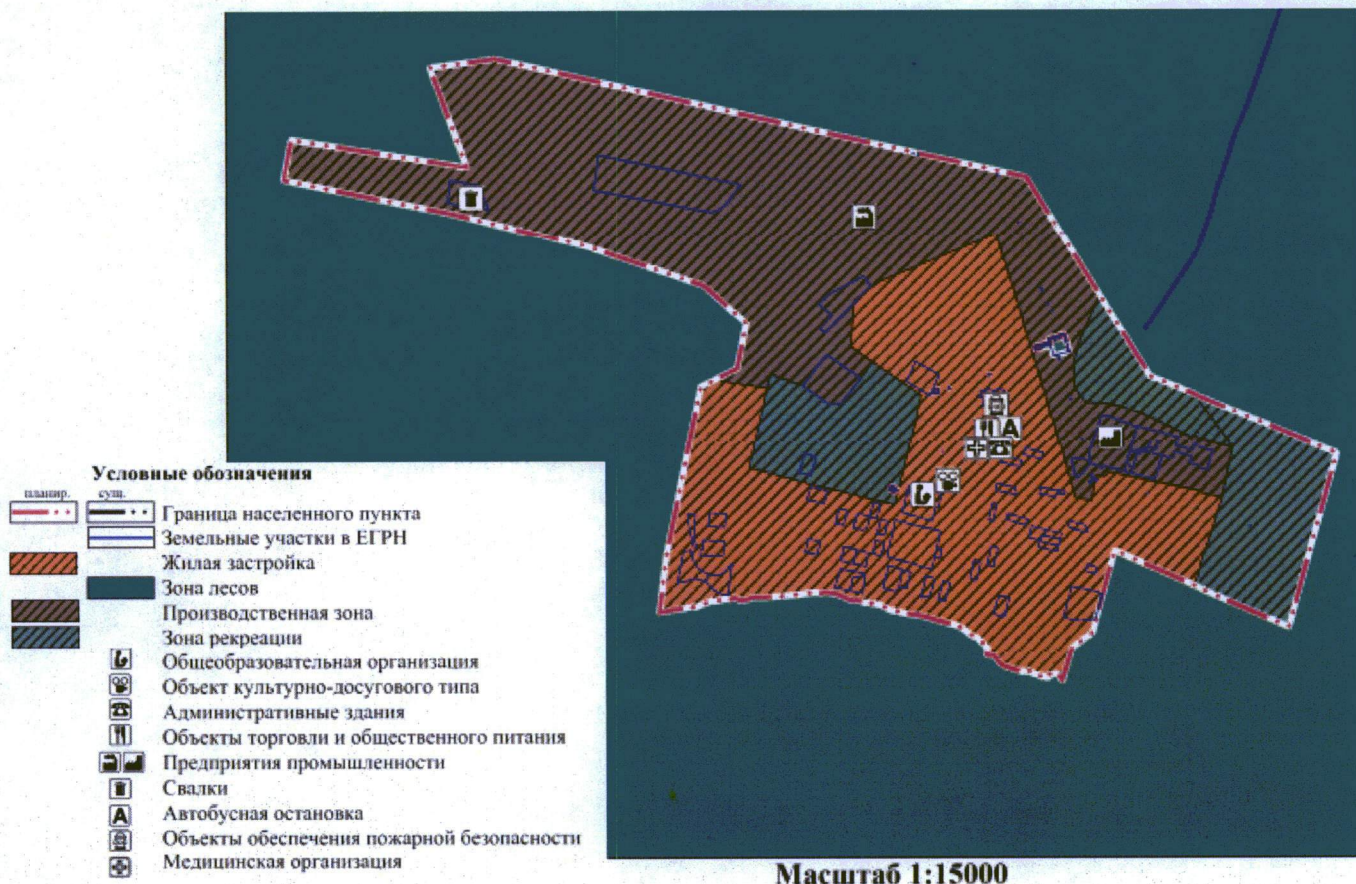 Условные обозначения
планир. сущ.
Граница населенного пункта
Земельные участки в ЕГРН
Жилая застройка
Зона лесов
Производственная зона
Зона рекреации
Общеобразовательная организация
Объект культурно-досугового типа
Административные здания
Объекты торговли и общественного питания
Предприятия промышленности
Свалки
А Автобусная остановка
Объекты обеспечения пожарной безопасности
Медицинская организация
А
Масштаб 1:15000